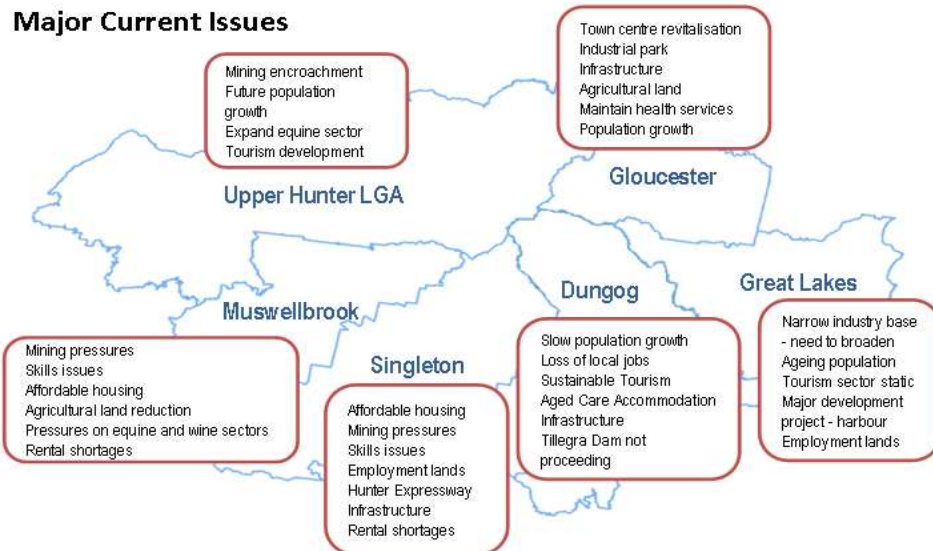 Major Current Issues
Mining encroachment
Future population
growth
Expand equine sector
Tourism development
Town centre revitalisation
Industrial park
Infrastructure
Agricultural land
Maintain health services
Population growth
Upper Hunter LGA
Gloucester
Muswellbrook
Singleton
Dungog
Great Lakes
Mining pressures
Skills issues
Affordable housing
Agricultural land reduction
Pressures on equine and wine sectors
Rental shortages
Affordable housing
Mining pressures
Skills issues
Employment lands
Hunter Expressway
Infrastructure
Rental shortages
Slow population growth
Loss of local jobs
Sustainable Tourism
Aged Care Accommodation
Infrastructure
Tillegra Dam not
proceeding
Narrow industry base
- need to broaden
Ageing population
Tourism sector static
Major development
project - harbour
Employment lands